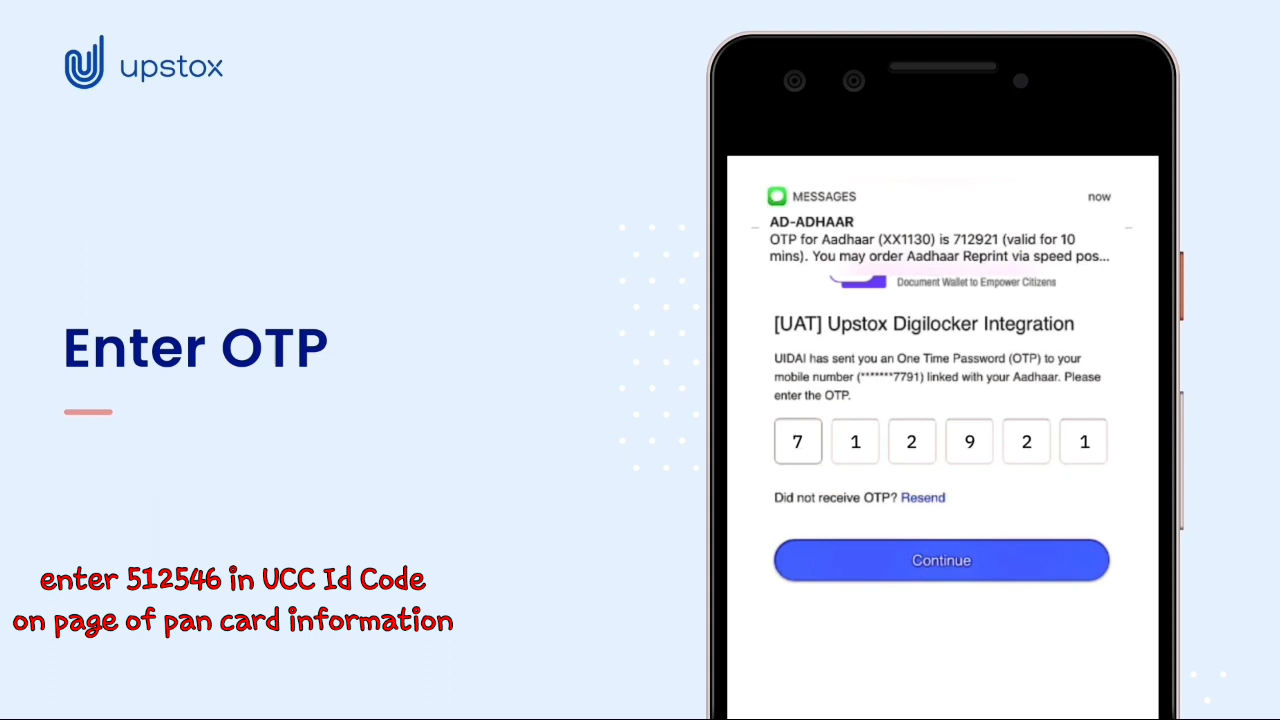 upstox
Enter OTP
enter 512546 in UCC Id Code
on page of pan card information
MESSAGES
now
AD-ADHAAR
OTP for Aadhaar (XX1130) is 712921 (valid for 10
mins). You may order Aadhaar Reprint via speed pos...
Document Wallet to Empower Citizens
[UAT] Upstox Digilocker Integration
UIDAI has sent you an One Time Password (OTP) to your
mobile number (*******7791) linked with your Aadhaar. Please
enter the OTP.
7 1 2 9 2 1
Did not receive OTP? Resend
Continue